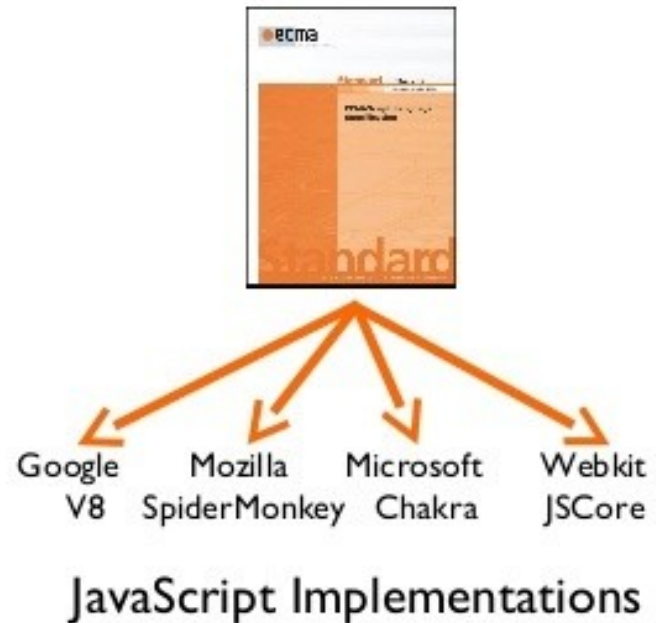 ecma
Standard
Google Mozilla Microsoft Webkit
V8 SpiderMonkey Chakra JSCore
JavaScript Implementations